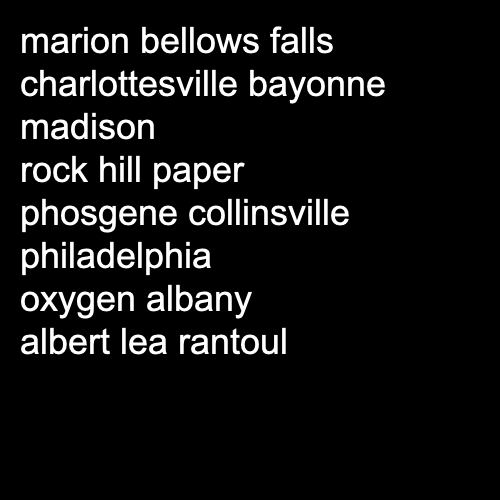 marion bellows falls
charlottesville bayonne
madison
rock hill paper
phosgene collinsville
philadelphia
oxygen albany
albert lea rantoul